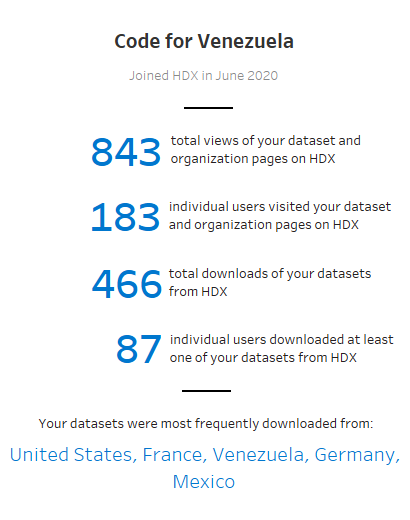 Code for Venezuela
Joined HDX in June 2020
843 total views of your dataset and
organization pages on HDX
183 individual users visited your dataset
and organization pages on HDX
466 total downloads of your datasets
from HDX
87 individual users downloaded at least
one of your datasets from HDX
Your datasets were most frequently downloaded from:
United States, France, Venezuela, Germany,
Mexico